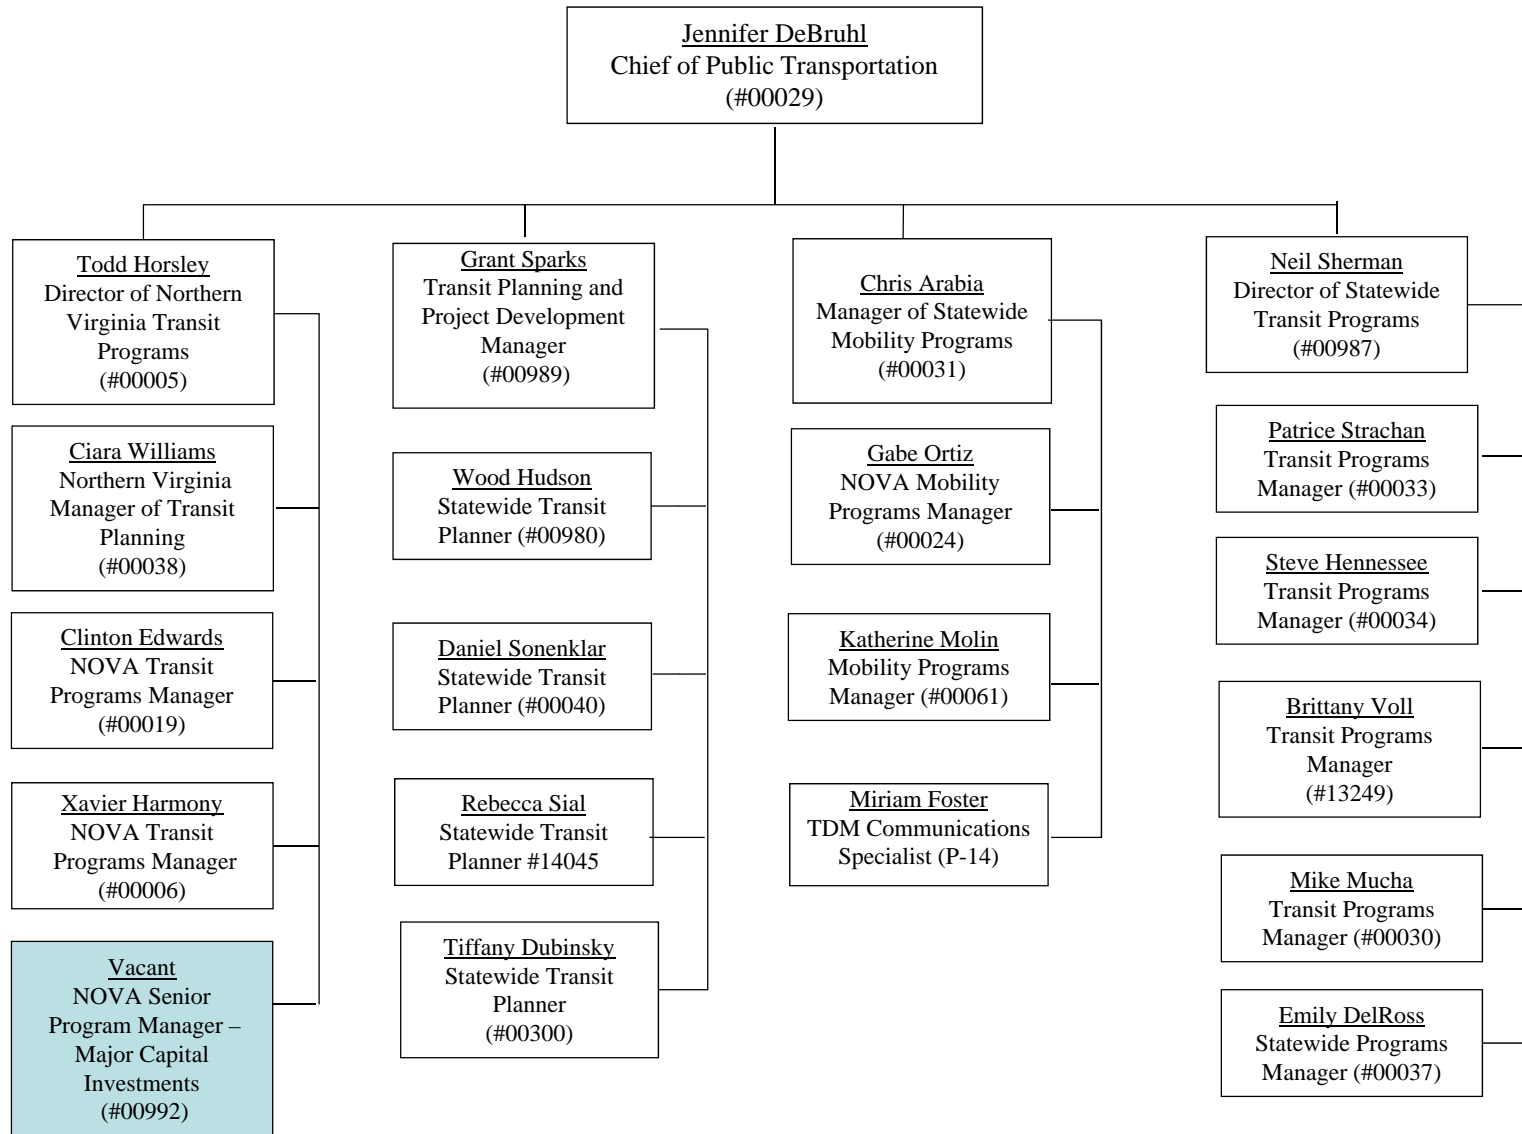 Jennifer DeBruhl
Chief of Public Transportation
(#00029)
Todd Horsley
Director of Northern
Virginia Transit
Programs
(#00005)
Ciara Williams
Northern Virginia
Manager of Transit
Planning
(#00038)
Clinton Edwards
NOVA Transit
Programs Manager
(#00019)
Xavier Harmony
NOVA Transit
Programs Manager
(#00006)
Vacant
NOVA Senior
Program Manager –
Major Capital
Investments
(#00992)
Grant Sparks
Transit Planning and
Project Development
Manager
(#00989)
Wood Hudson
Statewide Transit
Planner (#00980)
Daniel Sonenklar
Statewide Transit
Planner (#00040)
Rebecca Sial
Statewide Transit
Planner #14045
Tiffany Dubinsky
Statewide Transit
Planner
(#00300)
Chris Arabia
Manager of Statewide
Mobility Programs
(#00031)
Gabe Ortiz
NOVA Mobility
Programs Manager
(#00024)
Katherine Molin
Mobility Programs
Manager (#00061)
Miriam Foster
TDM Communications
Specialist (P-14)
Neil Sherman
Director of Statewide
Transit Programs
(#00987)
Patrice Strachan
Transit Programs
Manager (#00033)
Steve Hennessee
Transit Programs
Manager (#00034)
Brittany Voll
Transit Programs
Manager
(#13249)
Mike Mucha
Transit Programs
Manager (#00030)
Emily DelRoss
Statewide Programs
Manager (#00037)